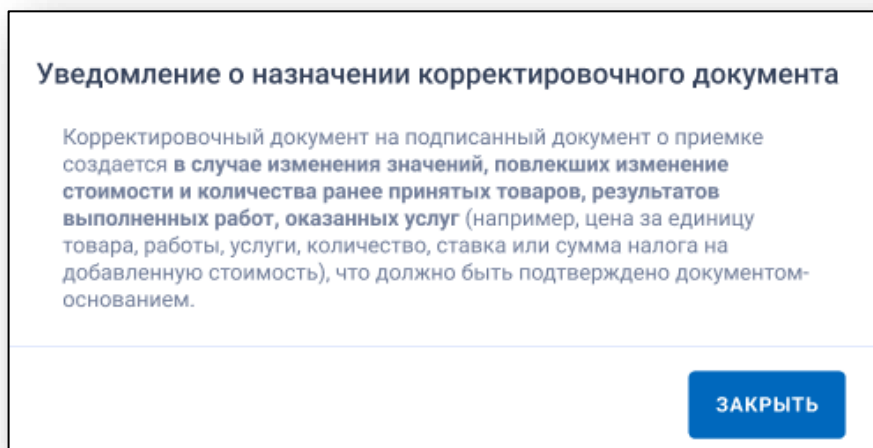 Уведомление о назначении корректировочного документа
Корректировочный документ на подписанный документ о приемке
создается в случае изменения значений, повлекших изменение
стоимости и количества ранее принятых товаров, результатов
выполненных работ, оказанных услуг (например, цена за единицу
товара, работы, услуги, количество, ставка или сумма налога на
добавленную стоимость), что должно быть подтверждено документом-
основанием.
ЗАКРЫТЬ